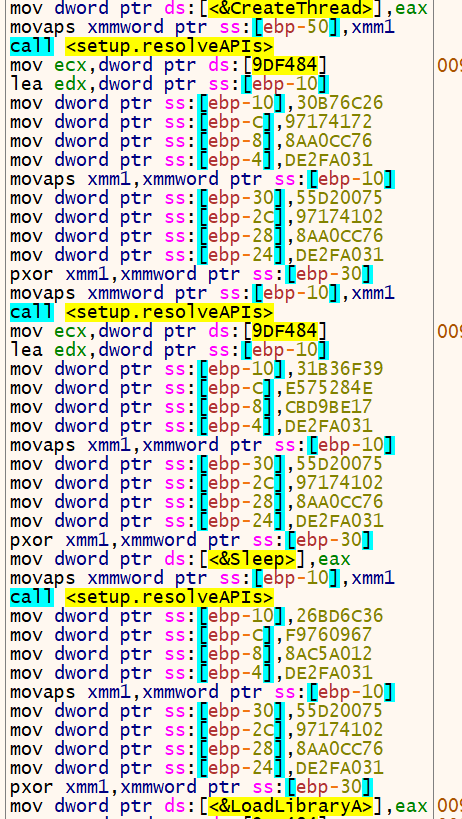 mov dword ptr ds:[<&CreateThread>],eax
movaps xmmword ptr ss:[ebp-50],xmm1
call <setup.resolveAPIs>
mov ecx,dword ptr ds:[9DF484] 009
lea edx,dword ptr ss:[ebp-10]
mov dword ptr ss:[ebp-10],30B76C26
mov dword ptr ss:[ebp-C],97174172
mov dword ptr ss:[ebp-8],8AA0CC76
mov dword ptr ss:[ebp-4],DE2FA031
movaps xmm1,xmmword ptr ss:[ebp-10]
mov dword ptr ss:[ebp-30],55D20075
mov dword ptr ss:[ebp-2C],97174102
mov dword ptr ss:[ebp-28],8AA0CC76
mov dword ptr ss:[ebp-24],DE2FA031
pxor xmm1,xmmword ptr ss:[ebp-30]
movaps xmmword ptr ss:[ebp-10],xmm1
call <setup.resolveAPIs>
mov ecx,dword ptr ds:[9DF484] 009
lea edx,dword ptr ss:[ebp-10]
mov dword ptr ss:[ebp-10],31B36F39
mov dword ptr ss:[ebp-C],E575284E
mov dword ptr ss:[ebp-8],CBD9BE17
mov dword ptr ss:[ebp-4],DE2FA031
movaps xmm1,xmmword ptr ss:[ebp-10]
mov dword ptr ss:[ebp-30],55D20075
mov dword ptr ss:[ebp-2C],97174102
mov dword ptr ss:[ebp-28],8AA0CC76
mov dword ptr ss:[ebp-24],DE2FA031
pxor xmm1,xmmword ptr ss:[ebp-30]
mov dword ptr ds:[<&Sleep>],eax
movaps xmmword ptr ss:[ebp-10],xmm1
call <setup.resolveAPIs>
mov dword ptr ss:[ebp-10],26BD6C36
mov dword ptr ss:[ebp-C],F9760967
mov dword ptr ss:[ebp-8],8AC5A012
mov dword ptr ss:[ebp-4],DE2FA031
movaps xmm1,xmmword ptr ss:[ebp-10]
mov dword ptr ss:[ebp-30],55D20075
mov dword ptr ss:[ebp-2C],97174102
mov dword ptr ss:[ebp-28],8AA0CC76
mov dword ptr ss:[ebp-24],DE2FA031
pxor xmm1,xmmword ptr ss:[ebp-30]
mov dword ptr ds:[<&LoadLibraryA>],eax 009